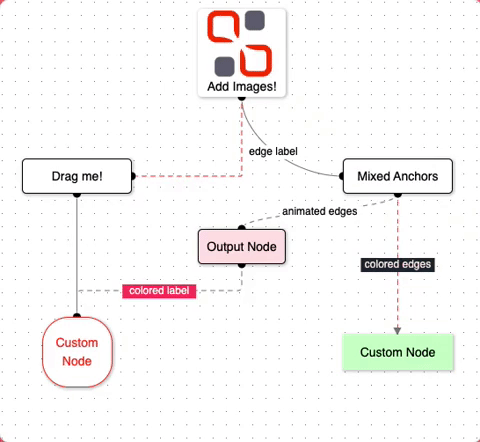 Add Images!
edge label
Drag me!
Mixed Anchors
animated edges
Output Node
colored edges
colored label
Custom
Node
Custom Node